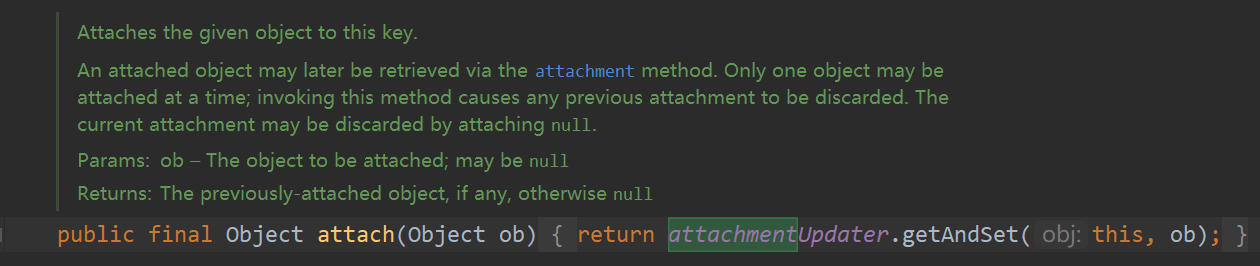 Attaches the given object to this key.
An attached object may later be retrieved via the attachment method. Only one object may be
attached at a time; invoking this method causes any previous attachment to be discarded. The
current attachment may be discarded by attaching null.
Params: ob – The object to be attached; may be null
Returns: The previously-attached object, if any, otherwise null
public final Object attach(Object ob) { return attachmentUpdater.getAndSet( obj: this, ob); }